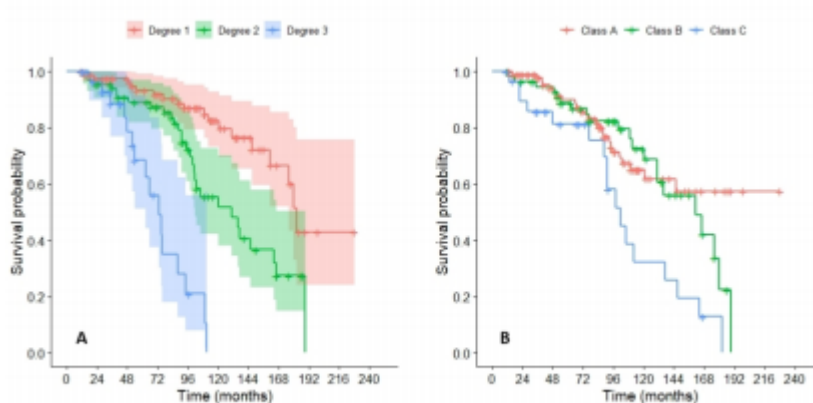 Degree 1 Degree 2 Degree 3
Survival probability
1.0
0.8
0.6
0.4
0.2
0.0
A
0 24 48 72 96 120 144 168 192 216 240
Time (months)
Class A Class B Class C
Survival probability
1.0
0.8
0.6
0.4
0.2
0.0
B
0 24 48 72 96 120 144 168 192 216 240
Time (months)